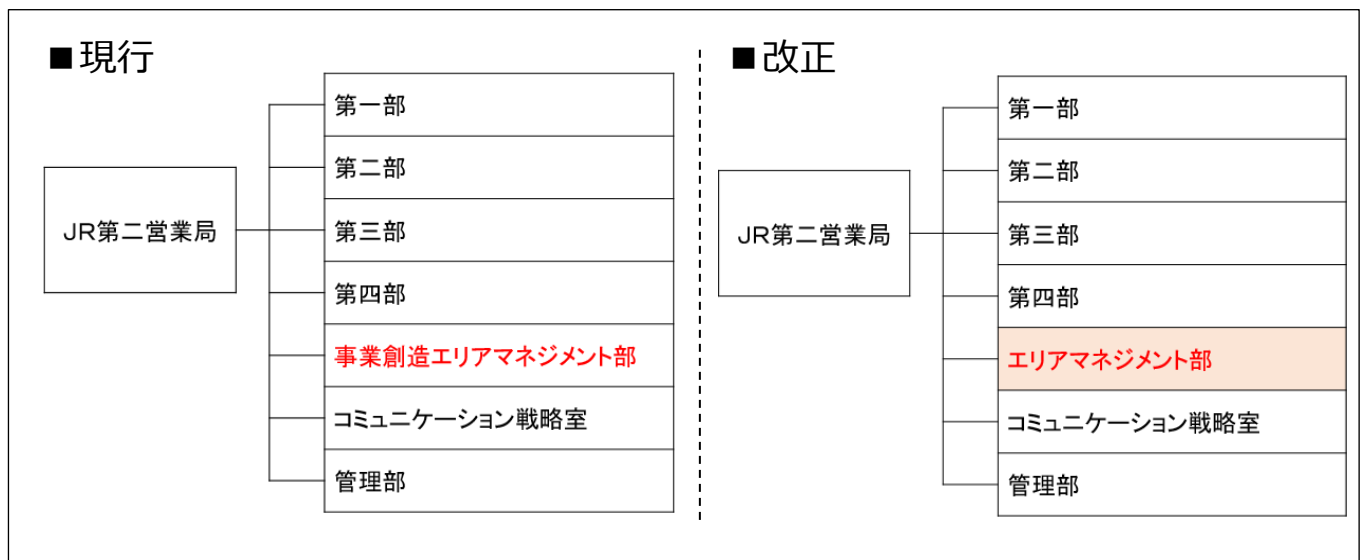 ■現行
JR第二営業局
第一部
第二部
第三部
第四部
事業創造エリアマネジメント部
コミュニケーション戦略室
管理部
■改正
JR第二営業局
第一部
第二部
第三部
第四部
エリアマネジメント部
コミュニケーション戦略室
管理部